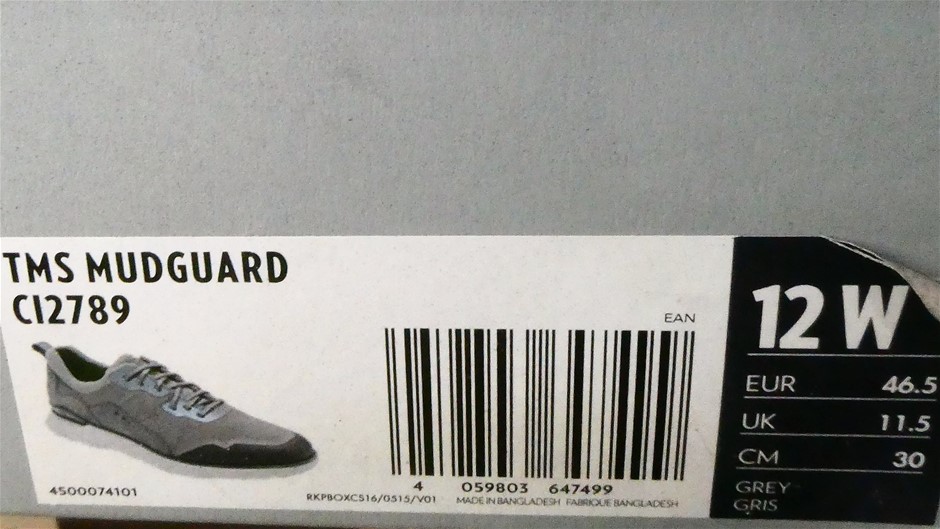 TMS MUDGUARD
CI2789
EAN
4 059803 647499
4500074101
RKPBOXCS16/0515/V01
MADE IN BANGLADESH FABRIQUE BANGLADESH
12 W
EUR 46.5
UK 11.5
CM 30
GREY
GRIS